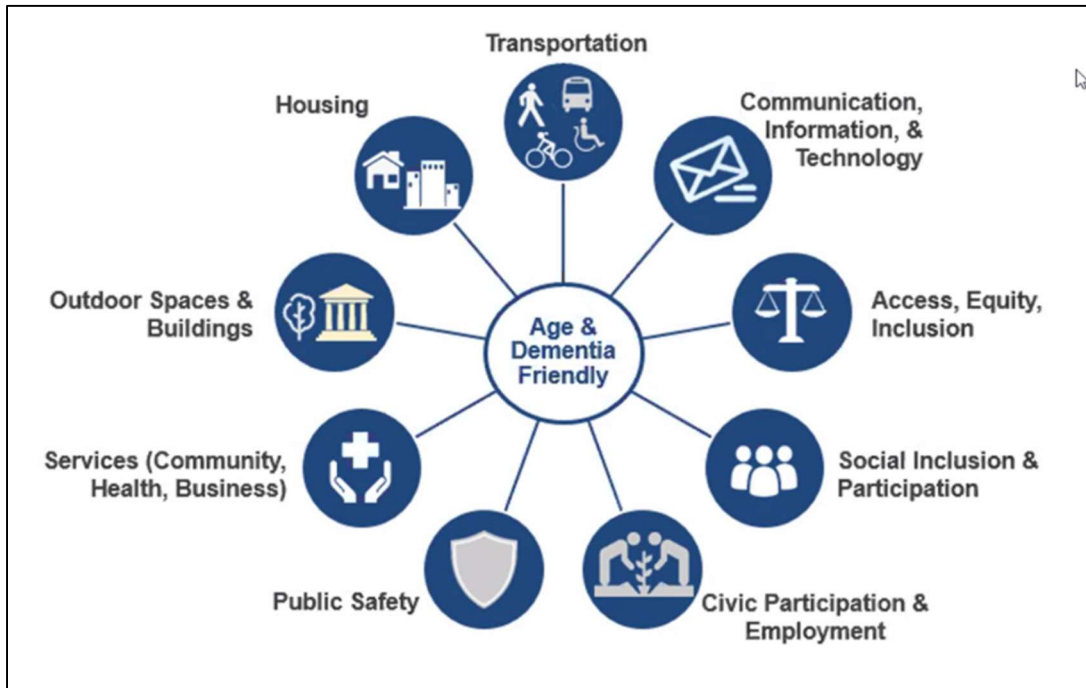 Transportation
Housing
Communication,
Information, &
Technology
Outdoor Spaces &
Buildings
Age &
Dementia
Friendly
Access, Equity,
Inclusion
Services (Community,
Health, Business)
Social Inclusion &
Participation
Public Safety
Civic Participation &
Employment